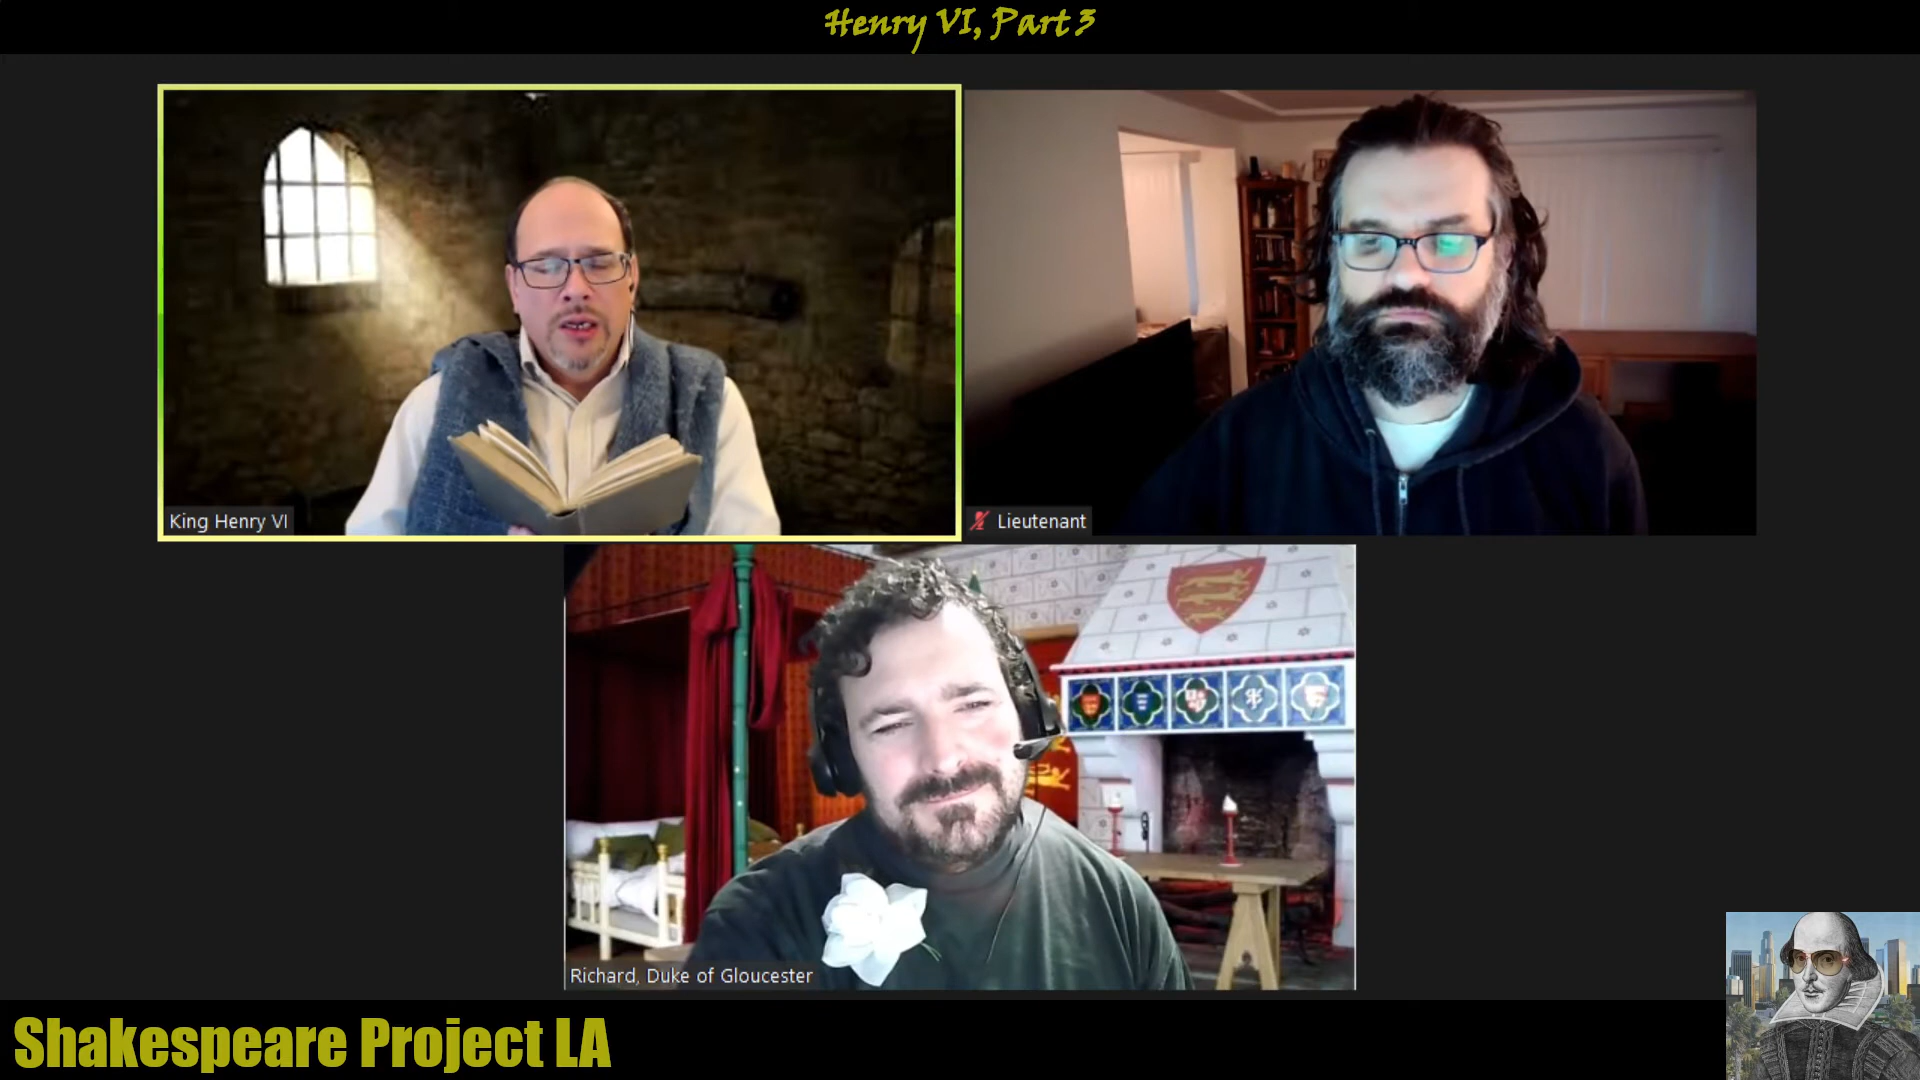 Henry VI, Part 3
King Henry VI
Lieutenant
Richard, Duke of Gloucester
Shakespeare Project LA